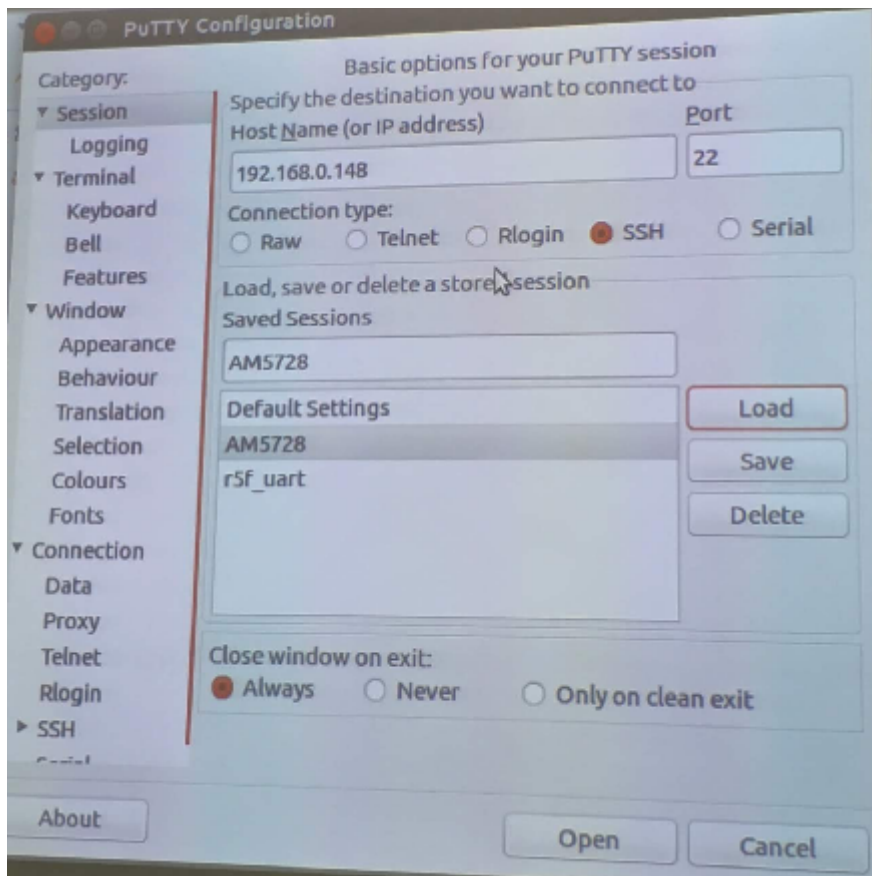 PuTTY Configuration
Category:
Session
Logging
Terminal
Keyboard
Bell
Features
Window
Appearance
Behaviour
Translation
Selection
Colours
Fonts
Connection
Data
Proxy
Telnet
Rlogin
SSH
Serial
About
Basic options for your PuTTY session
Specify the destination you want to connect to
Host Name (or IP address) Port
192.168.0.148 22
Connection type:
Raw Telnet Rlogin SSH Serial
Load, save or delete a stored session
Saved Sessions
AM5728
Default Settings
AM5728
r5f_uart
Load
Save
Delete
Close window on exit:
Always Never Only on clean exit
Open Cancel